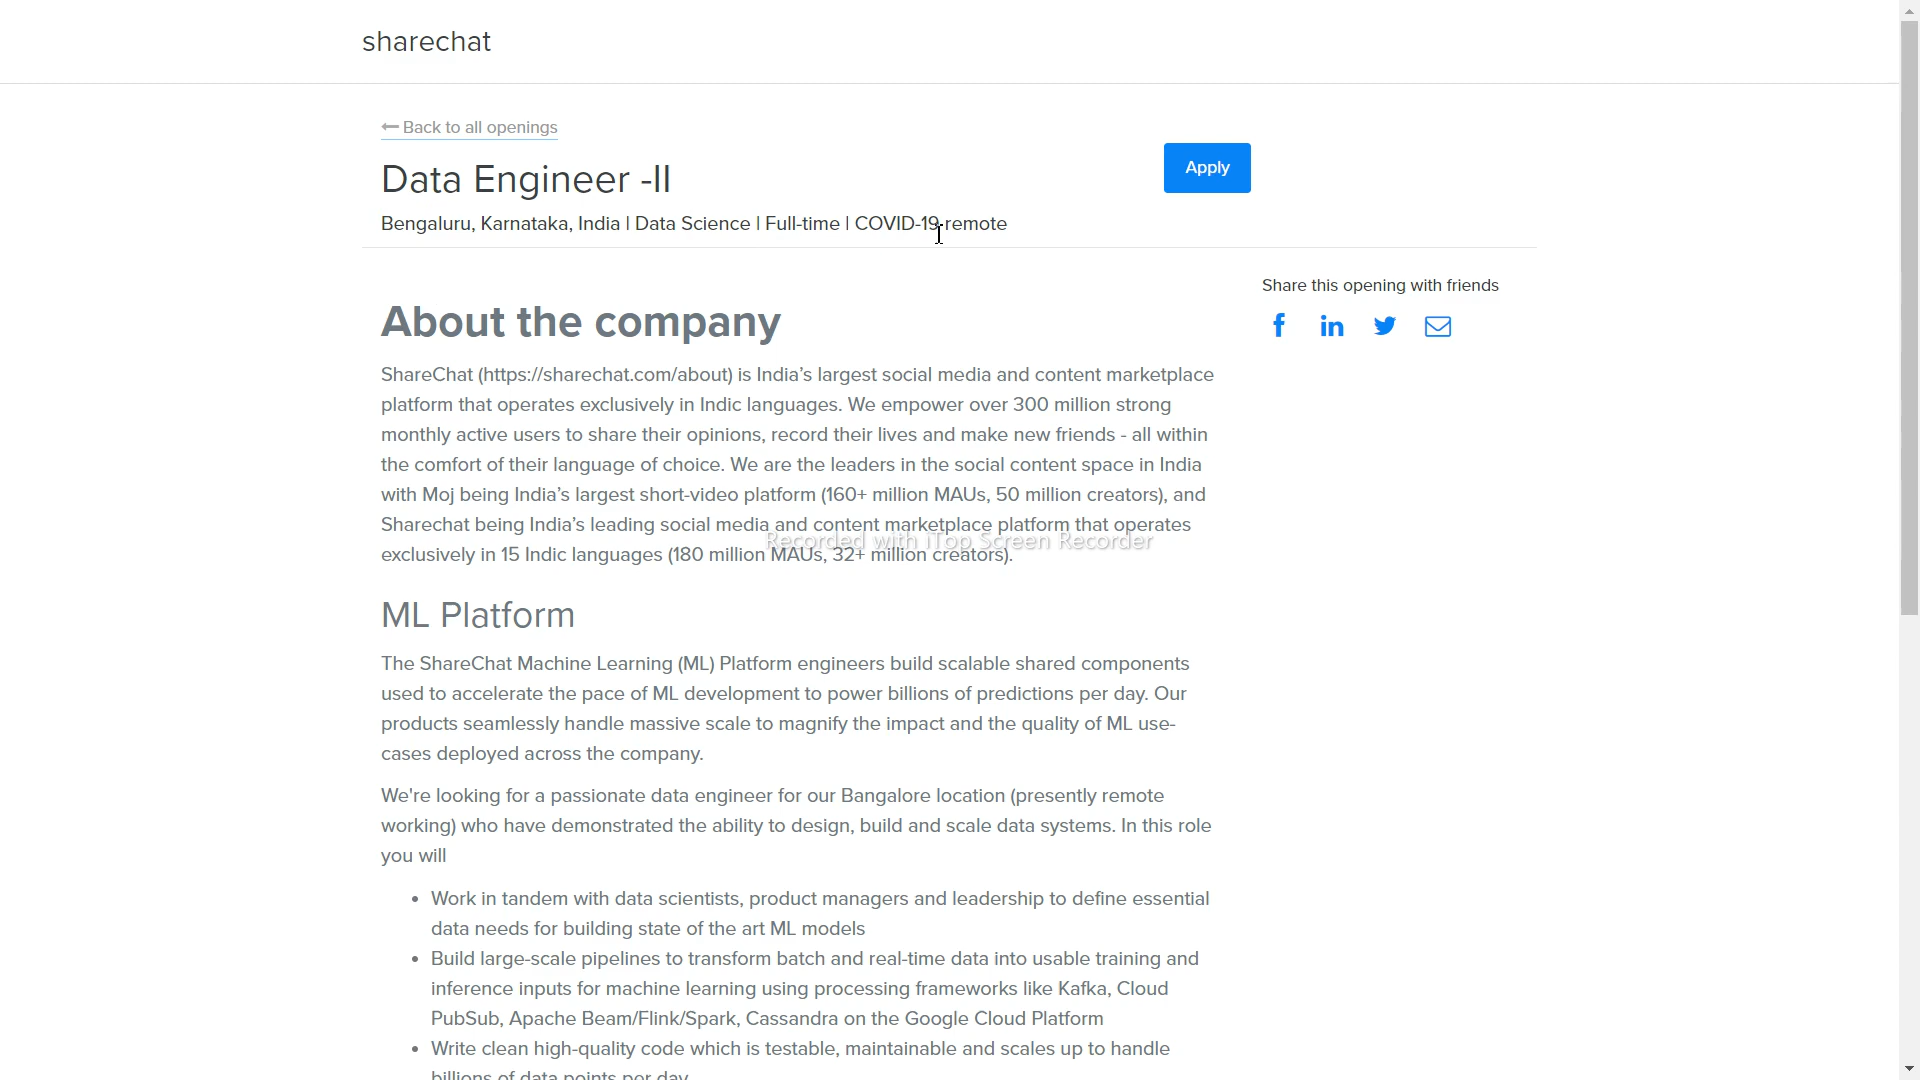 sharechat
Back to all openings
Data Engineer -II
Apply
Bengaluru, Karnataka, India | Data Science | Full-time | COVID-19 remote
Share this opening with friends
About the company
ShareChat (https://sharechat.com/about) is India’s largest social media and content marketplace
platform that operates exclusively in Indic languages. We empower over 300 million strong
monthly active users to share their opinions, record their lives and make new friends - all within
the comfort of their language of choice. We are the leaders in the social content space in India
with Moj being India’s largest short-video platform (160+ million MAUs, 50 million creators), and
Sharechat being India’s leading social media and content marketplace platform that operates
Recorded with iTop Screen Recorder
exclusively in 15 Indic languages (180 million MAUs, 32+ million creators).
ML Platform
The ShareChat Machine Learning (ML) Platform engineers build scalable shared components
used to accelerate the pace of ML development to power billions of predictions per day. Our
products seamlessly handle massive scale to magnify the impact and the quality of ML use-
cases deployed across the company.
We're looking for a passionate data engineer for our Bangalore location (presently remote
working) who have demonstrated the ability to design, build and scale data systems. In this role
you will
• Work in tandem with data scientists, product managers and leadership to define essential
data needs for building state of the art ML models
• Build large-scale pipelines to transform batch and real-time data into usable training and
inference inputs for machine learning using processing frameworks like Kafka, Cloud
PubSub, Apache Beam/Flink/Spark, Cassandra on the Google Cloud Platform
• Write clean high-quality code which is testable, maintainable and scales up to handle
billions of data points per day